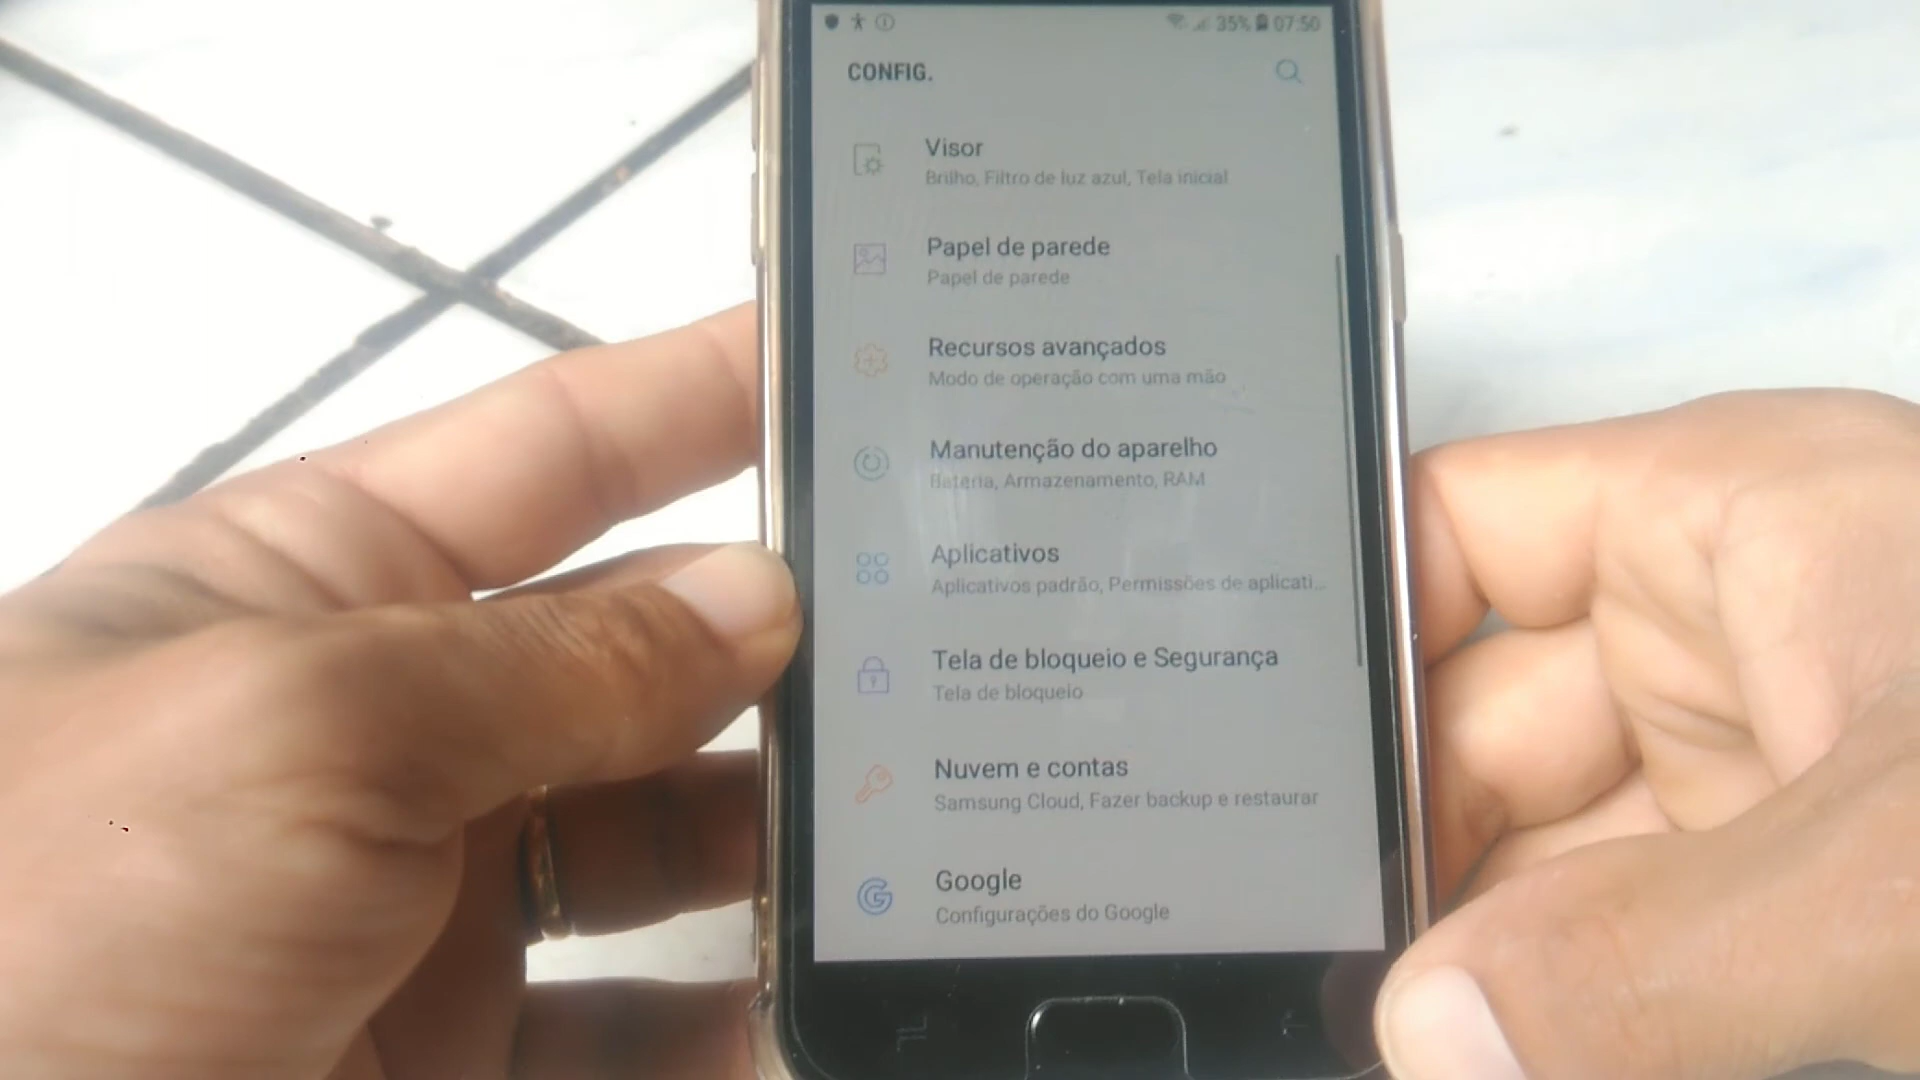 35% 07:50
CONFIG.
Visor
Brilho, Filtro de luz azul, Tela inicial
Papel de parede
Papel de parede
Recursos avançados
Modo de operação com uma mão
Manutenção do aparelho
Bateria, Armazenamento, RAM
Aplicativos
Aplicativos padrão, Permissões de aplicati...
Tela de bloqueio e Segurança
Tela de bloqueio
Nuvem e contas
Samsung Cloud, Fazer backup e restaurar
Google
Configurações do Google